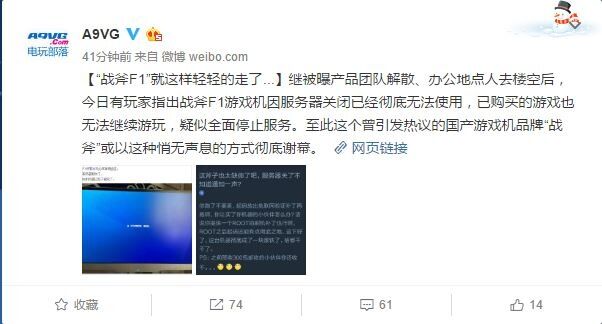 A9VG
A9VG
.Com
电玩部落
41分钟前 来自 微博 weibo.com
【“战斧F1”就这样轻轻的走了...】继被曝产品团队解散、办公地点人去楼空后，
今日有玩家指出战斧F1游戏机因服务器关闭已经彻底无法使用，已购买的游戏也
无法继续游玩，疑似全面停止服务。至此这个曾引发热议的国产游戏机品牌“战
斧”或以这种悄无声息的方式彻底谢幕。 网页链接
这斧子也太缺德了吧，服务器关了不
知道通知一声？
收藏
74
61
14